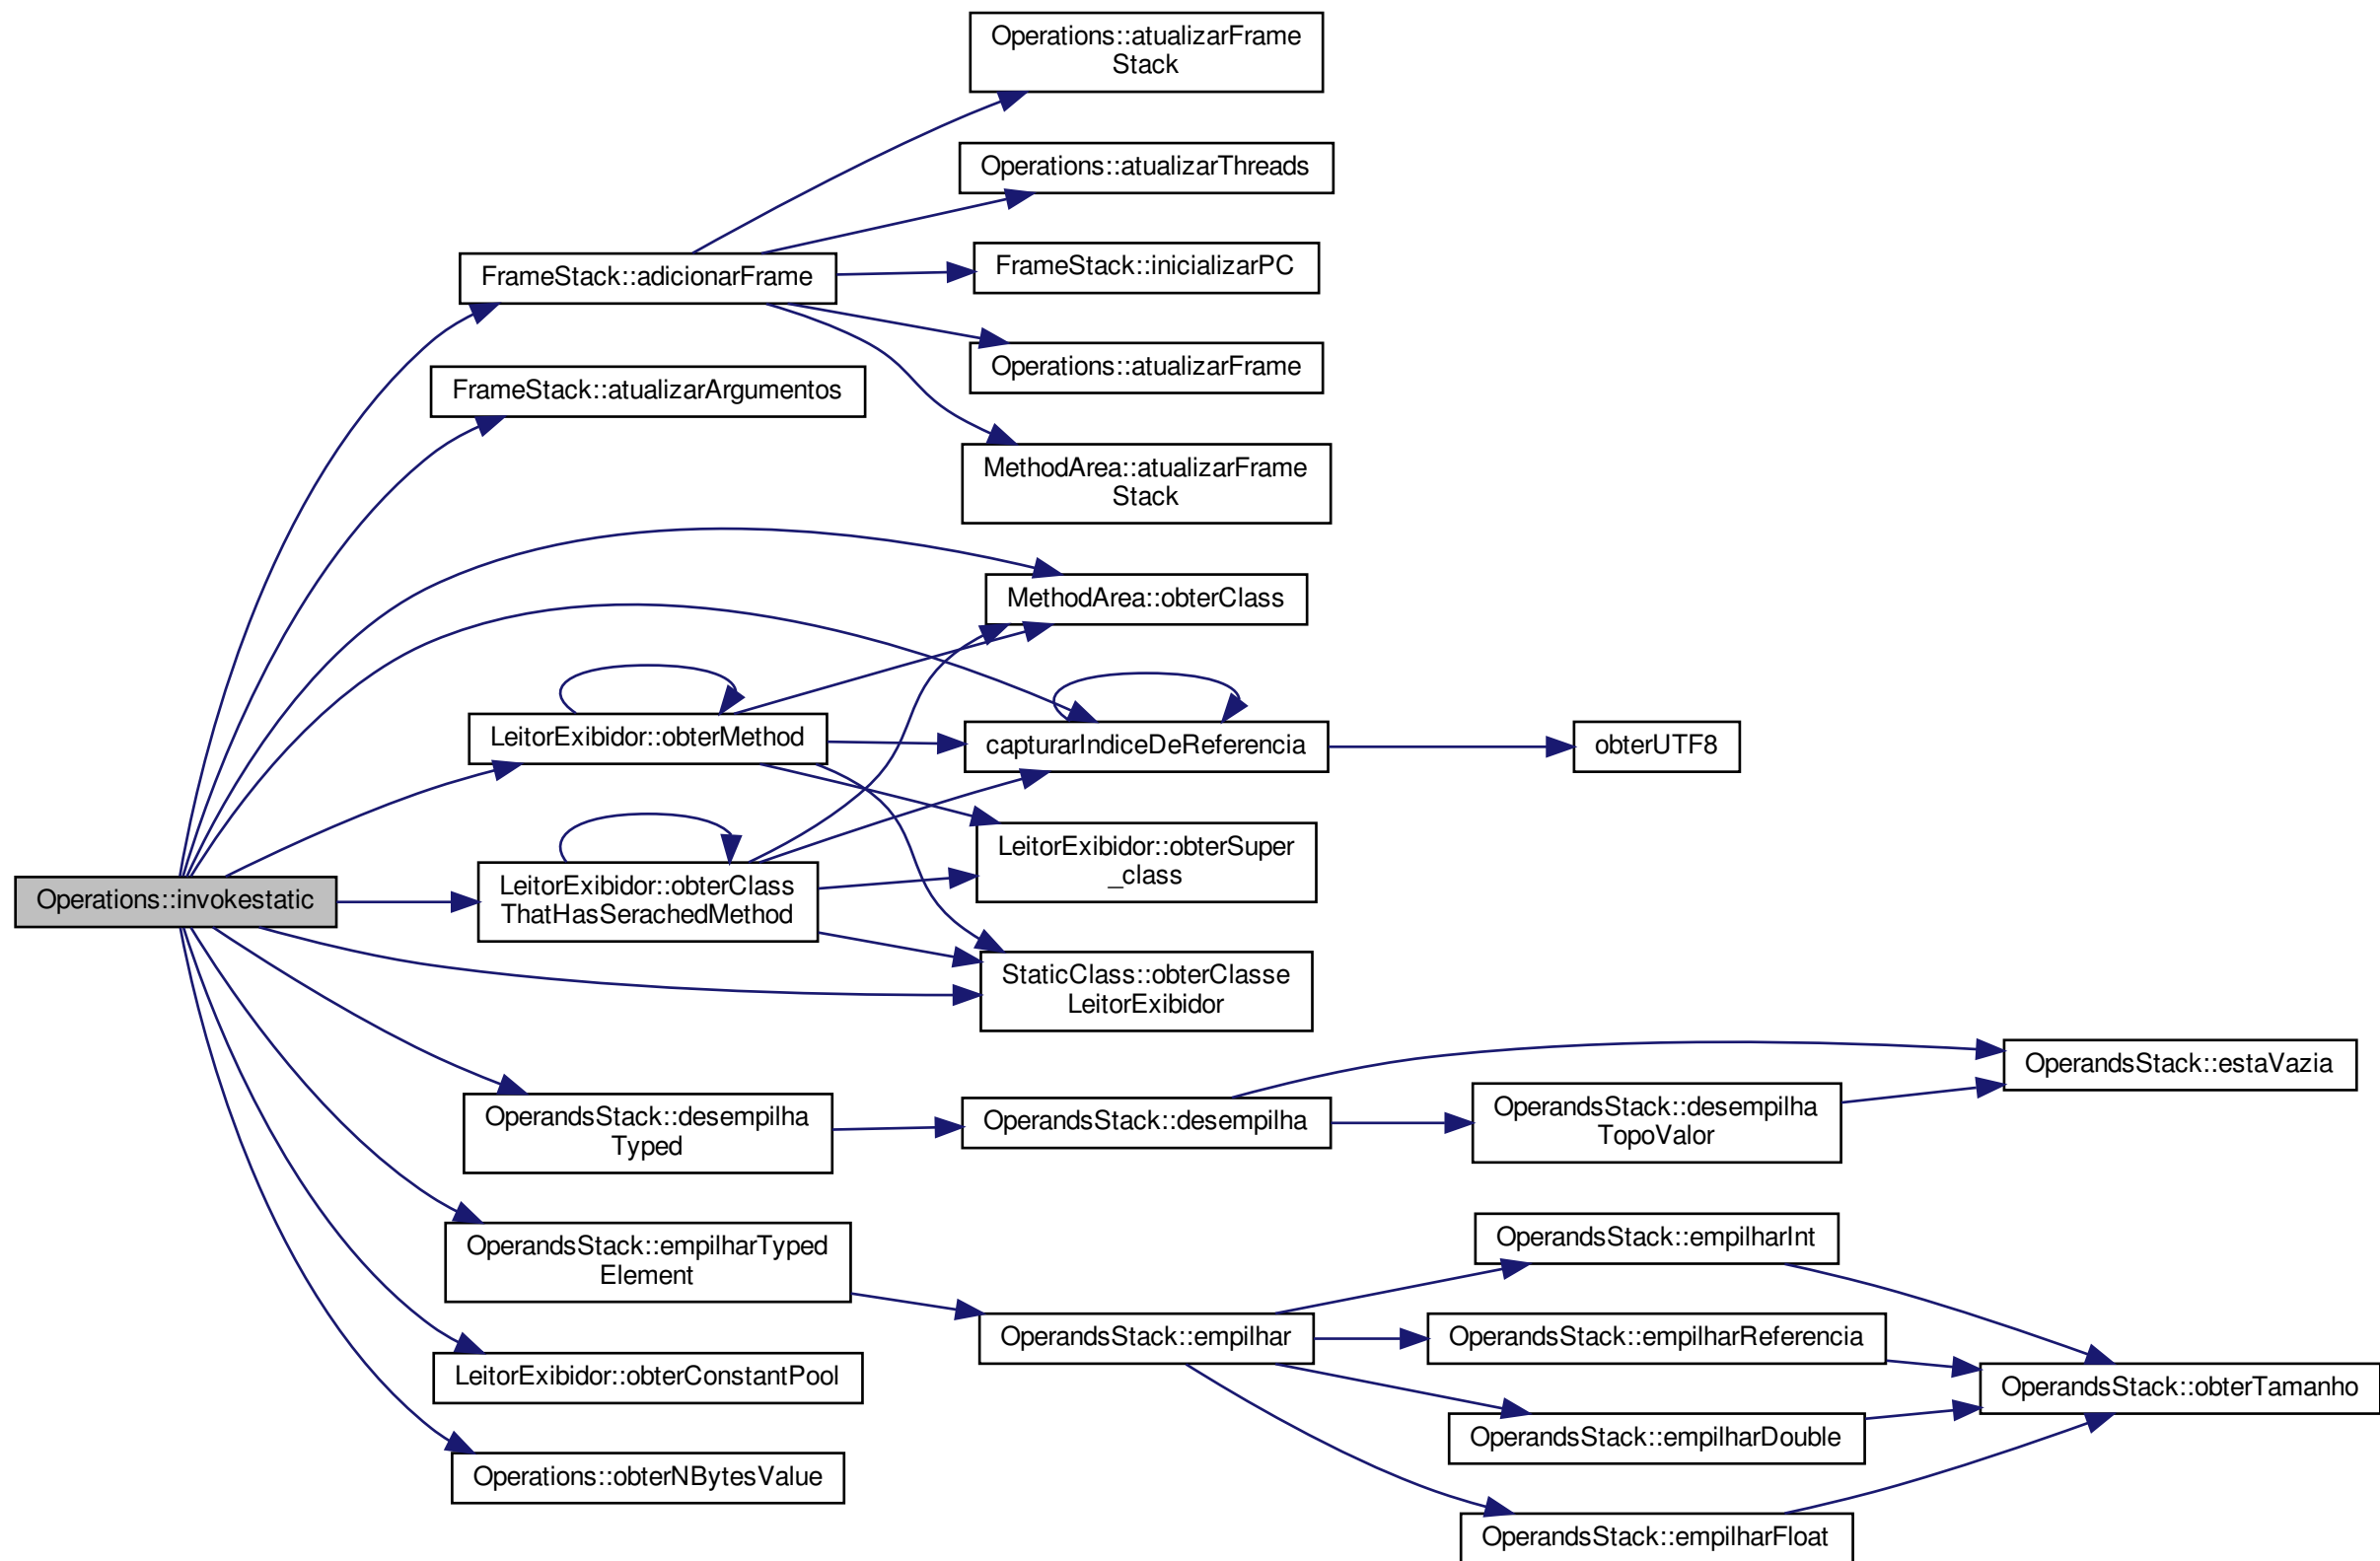 Operations::atualizarFrame
Stack
Operations::atualizarThreads
FrameStack::adicionarFrame
FrameStack::inicializarPC
Operations::atualizarFrame
FrameStack::atualizarArgumentos
MethodArea::atualizarFrame
Stack
MethodArea::obterClass
LeitorExibidor::obterMethod
capturarIndiceDeReferencia
obterUTF8
LeitorExibidor::obterSuper
_class
Operations::invokestatic
LeitorExibidor::obterClass
ThatHasSerachedMethod
StaticClass::obterClasse
LeitorExibidor
OperandsStack::estaVazia
OperandsStack::desempilha
Typed
OperandsStack::desempilha
OperandsStack::desempilha
TopoValor
OperandsStack::empilharTyped
Element
OperandsStack::empilharInt
OperandsStack::empilhar
OperandsStack::empilharReferencia
LeitorExibidor::obterConstantPool
OperandsStack::obterTamanho
OperandsStack::empilharDouble
Operations::obterNBytesValue
OperandsStack::empilharFloat